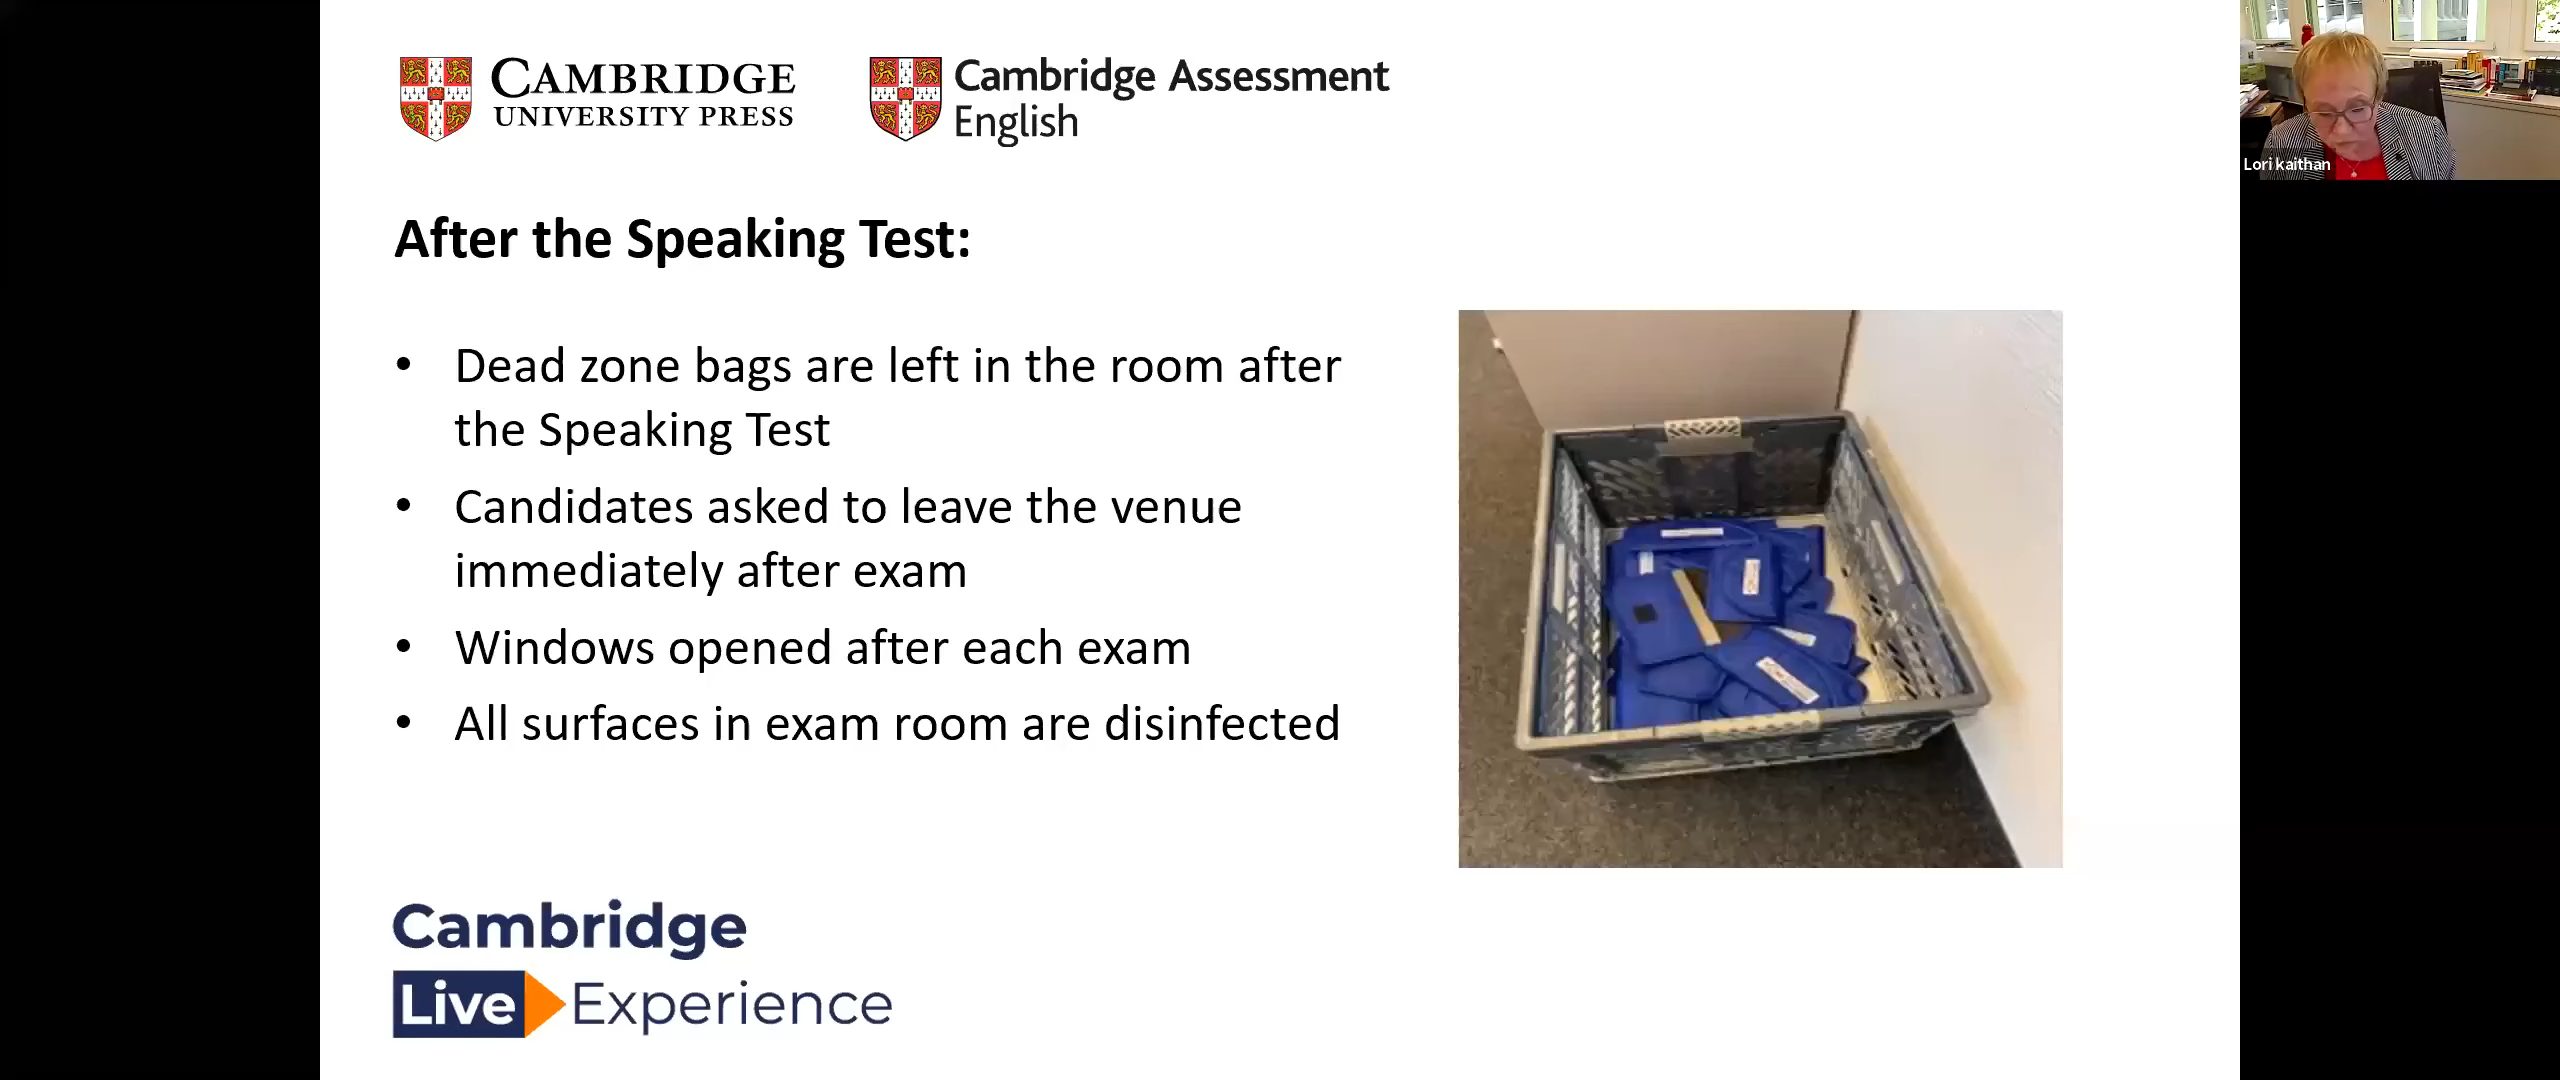 CAMBRIDGE
UNIVERSITY PRESS
Cambridge Assessment
English
Lori kaithan
After the Speaking Test:
• Dead zone bags are left in the room after
the Speaking Test
• Candidates asked to leave the venue
immediately after exam
• Windows opened after each exam
• All surfaces in exam room are disinfected
Cambridge
Live Experience